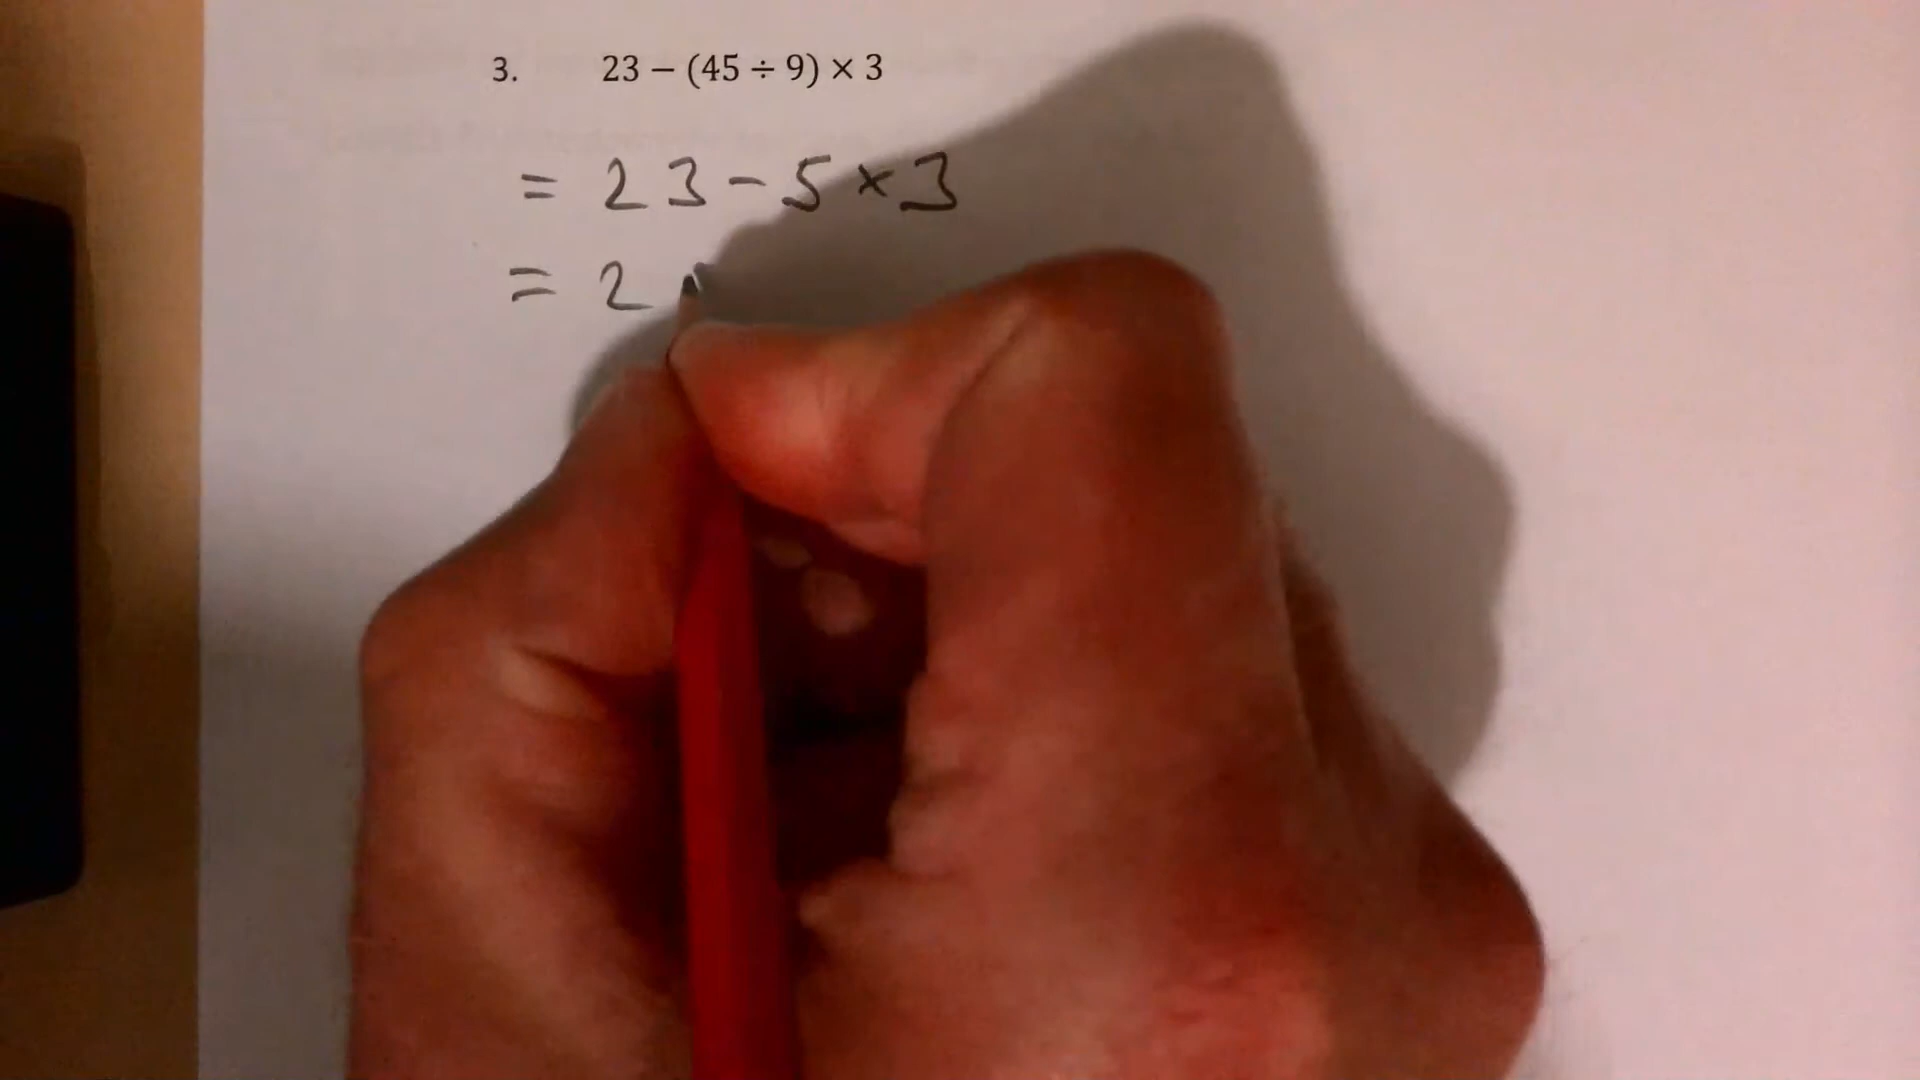 3. 23 − (45 ÷ 9) × 3
= 23 - 5 × 3
= 2